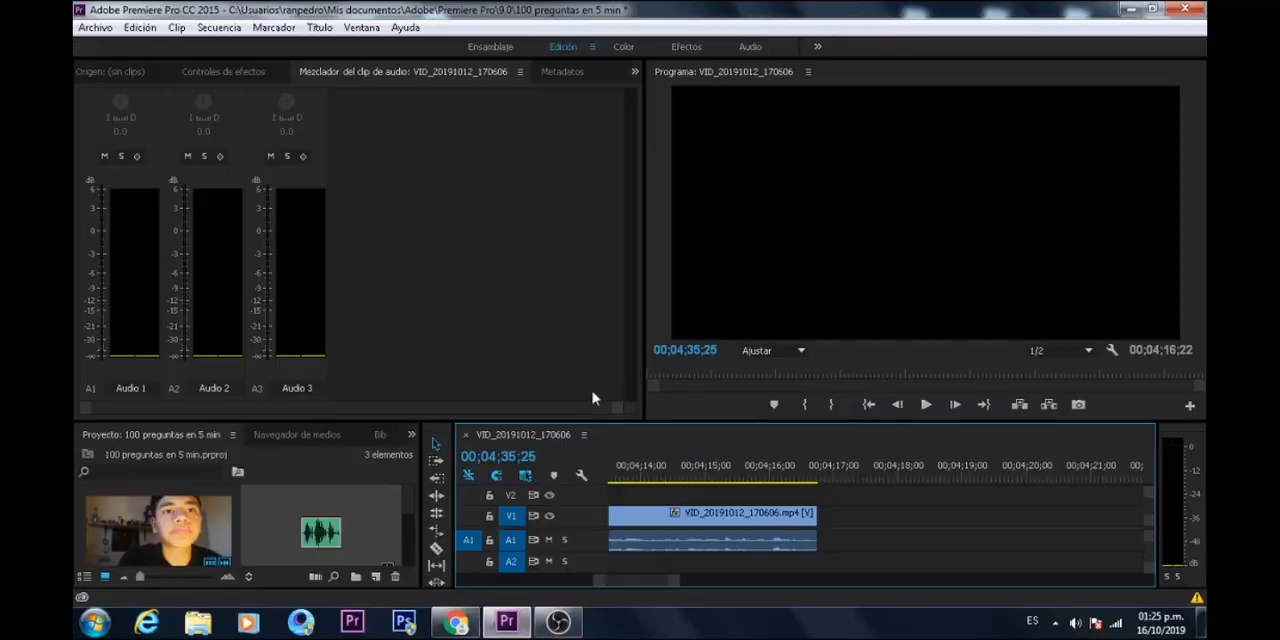 Adobe Premiere Pro CC 2015 - C:\Usuarios\ranpedro\Mis documentos\Adobe\Premiere Pro\9.0\100 preguntas en 5 min *
Archivo Edición Clip Secuencia Marcador Título Ventana Ayuda
Ensamblaje Edición Color Efectos Audio
Origen: (sin clips) Controles de efectos Mezclador del clip de audio: VID_20191012_170606 Metadatos
Programa: VID_20191012_170606
0.0 0.0 0.0
M S M S M S
dB dB dB
6 6 6
3 3 3
0 0 0
-3 -3 -3
-6 -6 -6
-9 -9 -9
-12 -12 -12
-15 -15 -15
-21 -21 -21
-30 -30 -30
-∞ -∞ -∞
A1 Audio 1 A2 Audio 2 A3 Audio 3
00;04;35;25 Ajustar 1/2 00;04;16;22
Proyecto: 100 preguntas en 5 min Navegador de medios Bib
100 preguntas en 5 min.prproj 3 elementos
VID_20191012_170606
00;04;35;25
00;04;14;00 00;04;15;00 00;04;16;00 00;04;17;00 00;04;18;00 00;04;19;00 00;04;20;00 00;04;21;00 00;
V2
V1 VID_20191012_170606.mp4 [V]
A1 A1 M S
A2 M S
0
-12
-24
-36
-48
dB
S S
Pr Ps Pr
ES 01:25 p.m.
16/10/2019